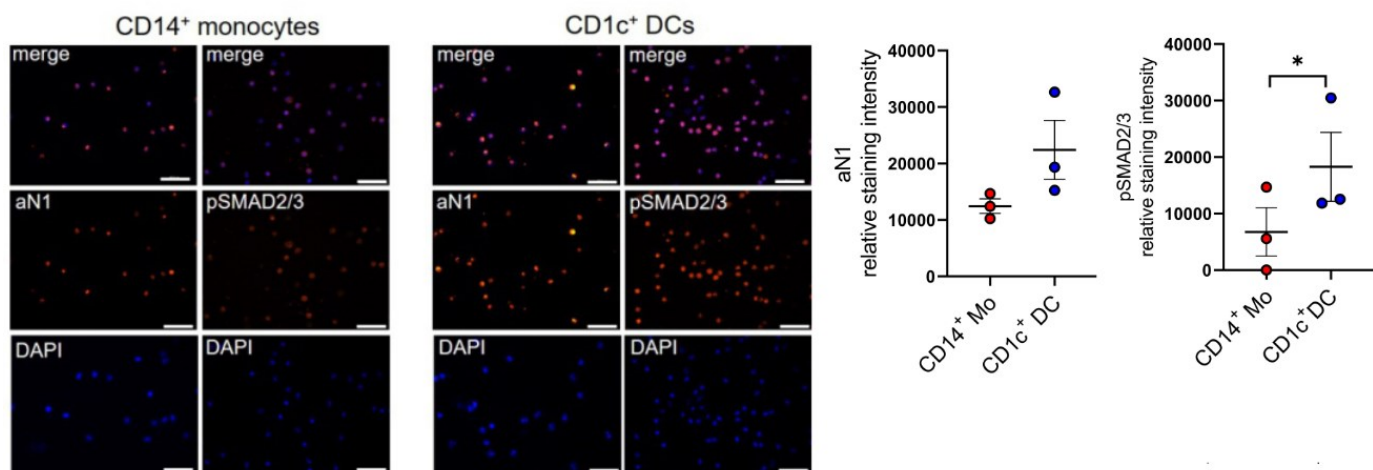 CD14⁺ monocytes
CD1c⁺ DCs
merge
merge
merge
merge
aN1
pSMAD2/3
aN1
pSMAD2/3
DAPI
DAPI
DAPI
DAPI
aN1
relative staining intensity
40000
30000
20000
10000
0
CD14⁺ Mo
CD1c⁺ DC
pSMAD2/3
relative staining intensity
40000
30000
20000
10000
0
*
CD14⁺ Mo
CD1c⁺ DC